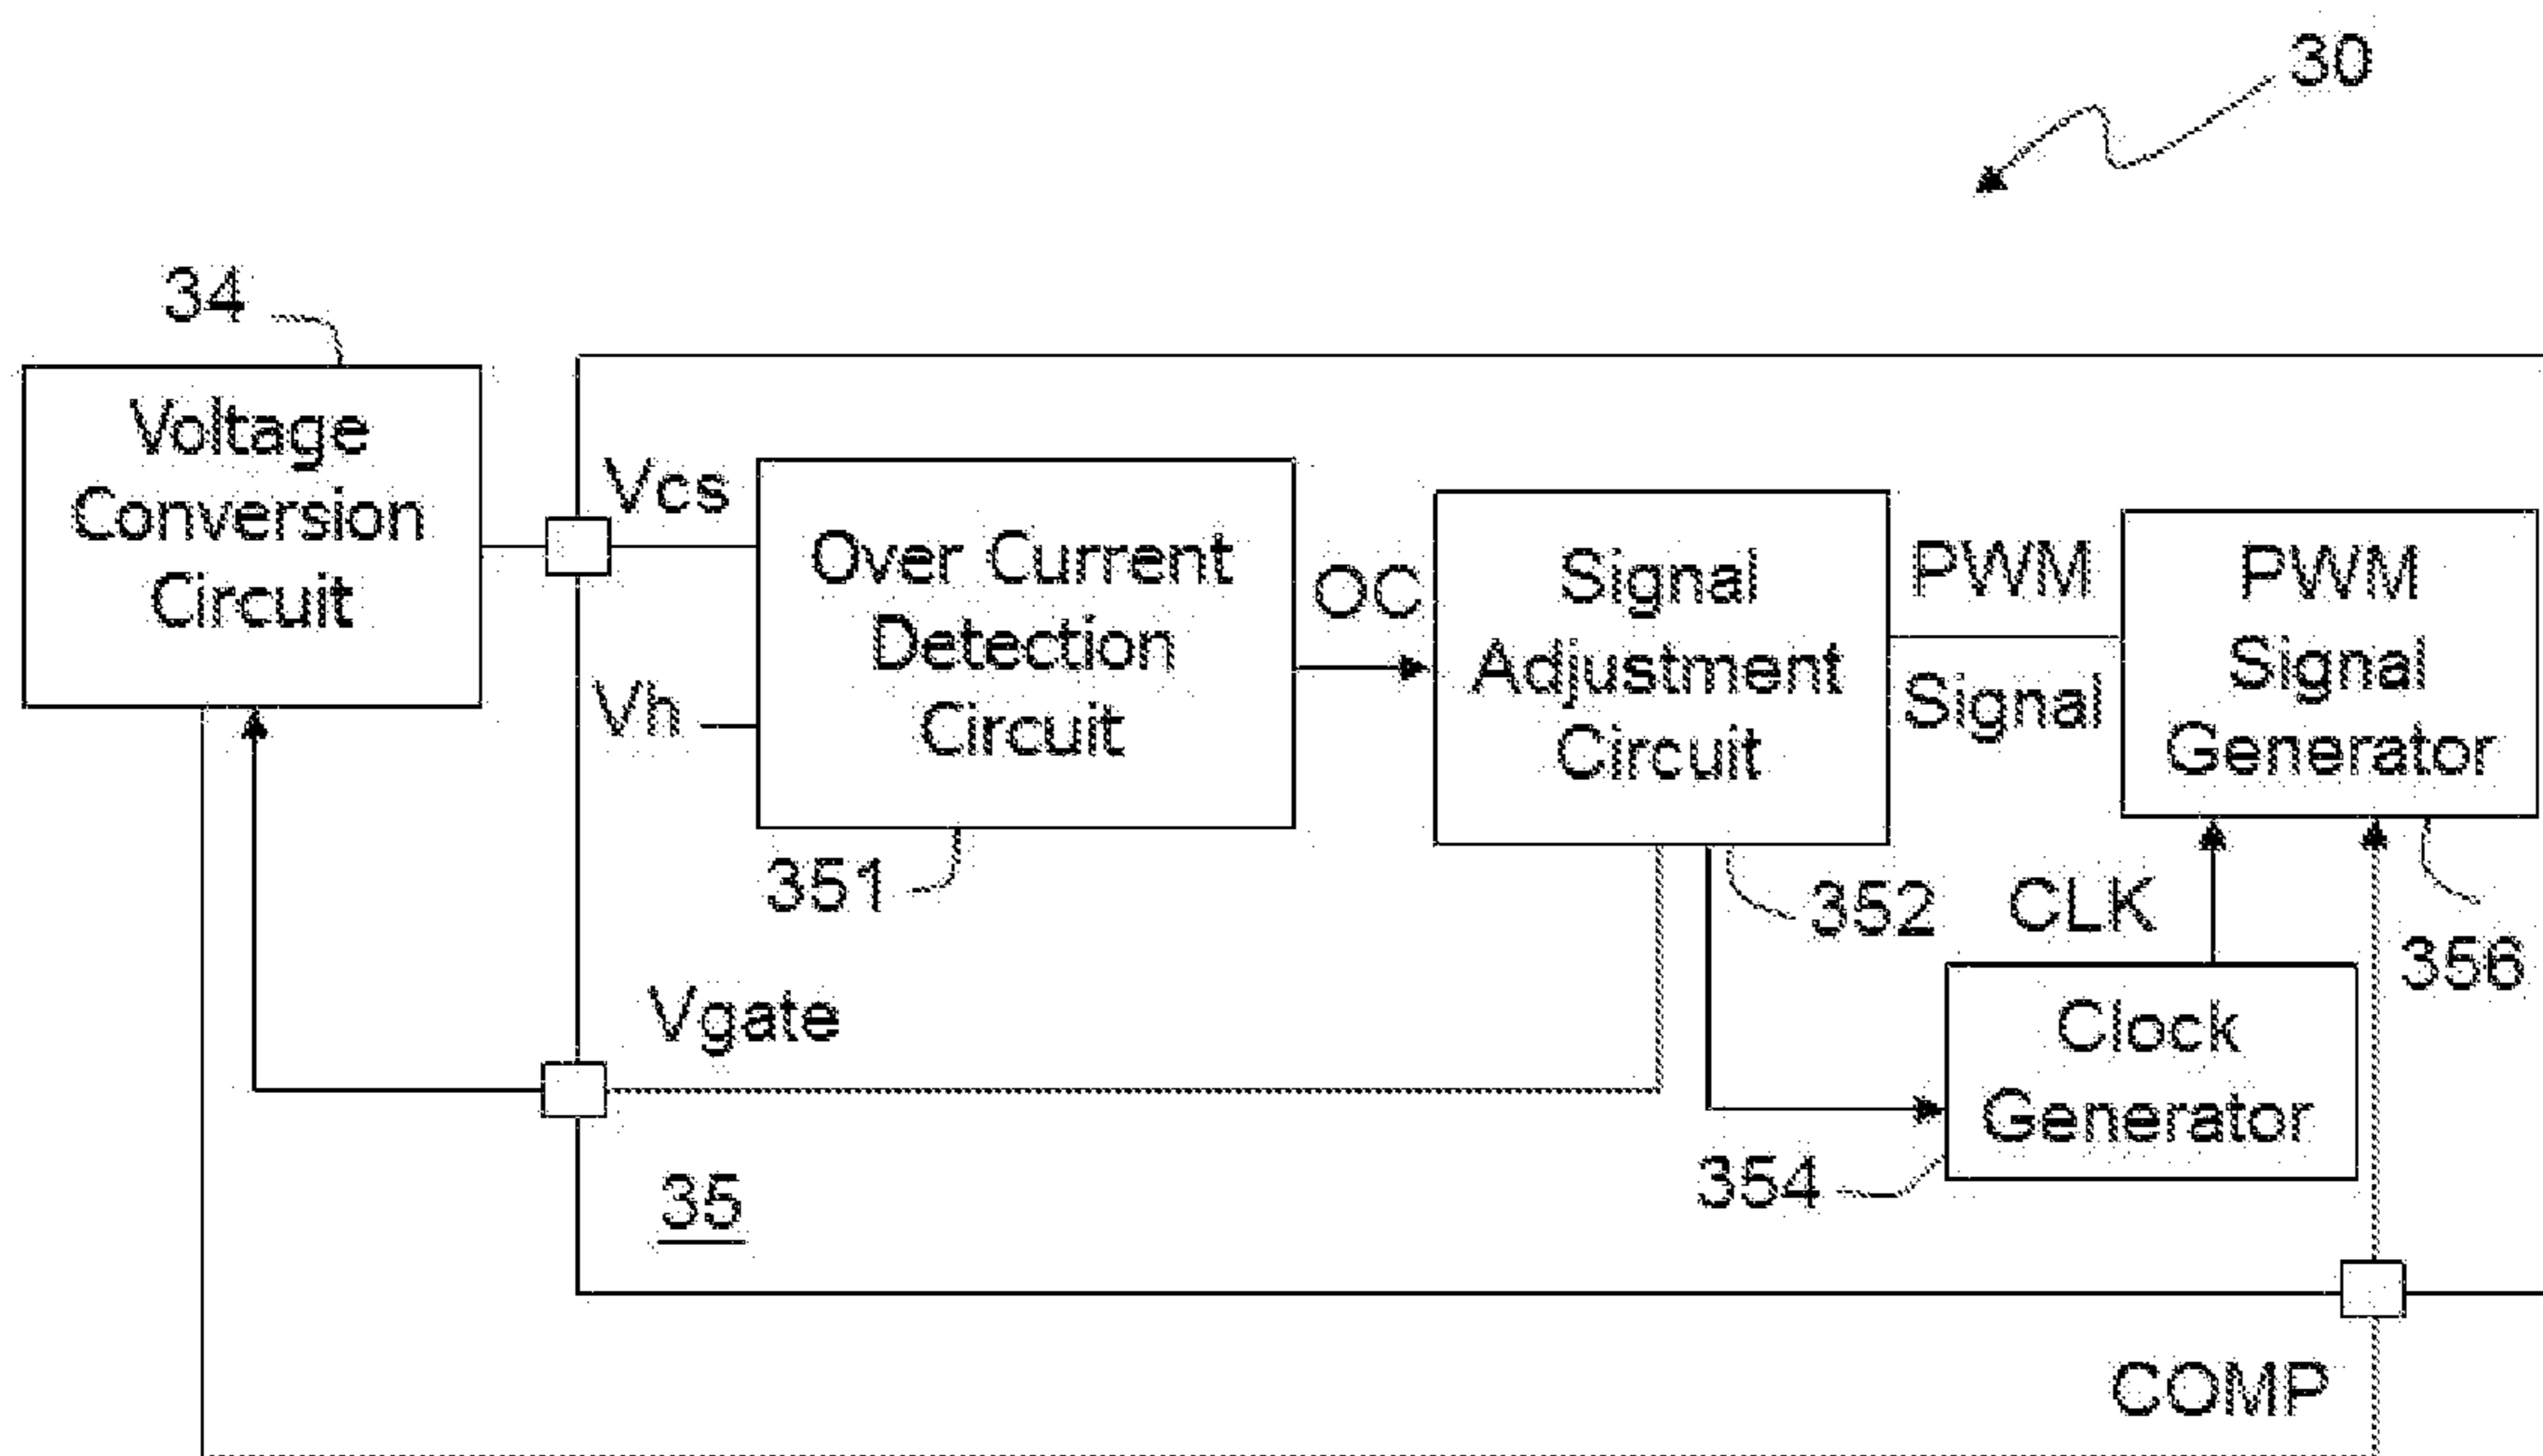 30
34
Voltage
Conversion
Circuit
Vcs
Vh
Over Current
Detection
Circuit
351
OC
Signal
Adjustment
Circuit
352
PWM
Signal
PWM
Signal
Generator
356
CLK
Clock
Generator
354
Vgate
35
COMP